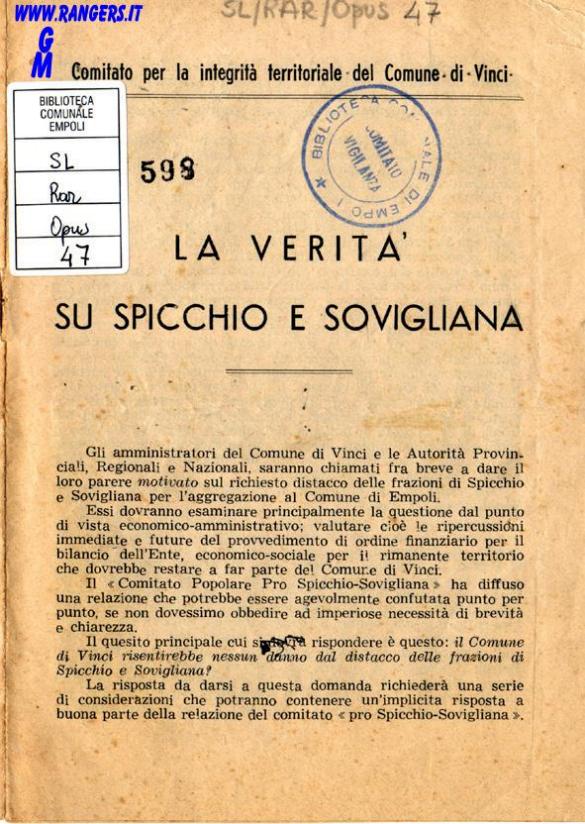 WWW.RANGERS.IT
GM
SL/RAR/Opus 47
Comitato per la integrità territoriale del Comune di Vinci
BIBLIOTECA
COMUNALE
EMPOLI
SL
Rar
Opus
47
598
BIBLIOTECA COMUNALE DI EMPOLI
COMITATO
VIGILANZA
LA VERITA'
SU SPICCHIO E SOVIGLIANA
Gli amministratori del Comune di Vinci e le Autorità Provin-
ciali, Regionali e Nazionali, saranno chiamati fra breve a dare il
loro parere motivato sul richiesto distacco delle frazioni di Spicchio
e Sovigliana per l'aggregazione al Comune di Empoli.
Essi dovranno esaminare principalmente la questione dal punto
di vista economico-amministrativo; valutare cioè le ripercussioni
immediate e future del provvedimento di ordine finanziario per il
bilancio dell'Ente, economico-sociale per il rimanente territorio
che dovrebbe restare a far parte del Comune di Vinci.
Il « Comitato Popolare Pro Spicchio-Sovigliana » ha diffuso
una relazione che potrebbe essere agevolmente confutata punto per
punto, se non dovessimo obbedire ad imperiose necessità di brevità
e chiarezza.
Il quesito principale cui rispondere è questo: il Comune
di Vinci risentirebbe nessun danno dal distacco delle frazioni di
Spicchio e Sovigliana?
La risposta da darsi a questa domanda richiederà una serie
di considerazioni che potranno contenere un'implicita risposta a
buona parte della relazione del comitato « pro Spicchio-Sovigliana ».